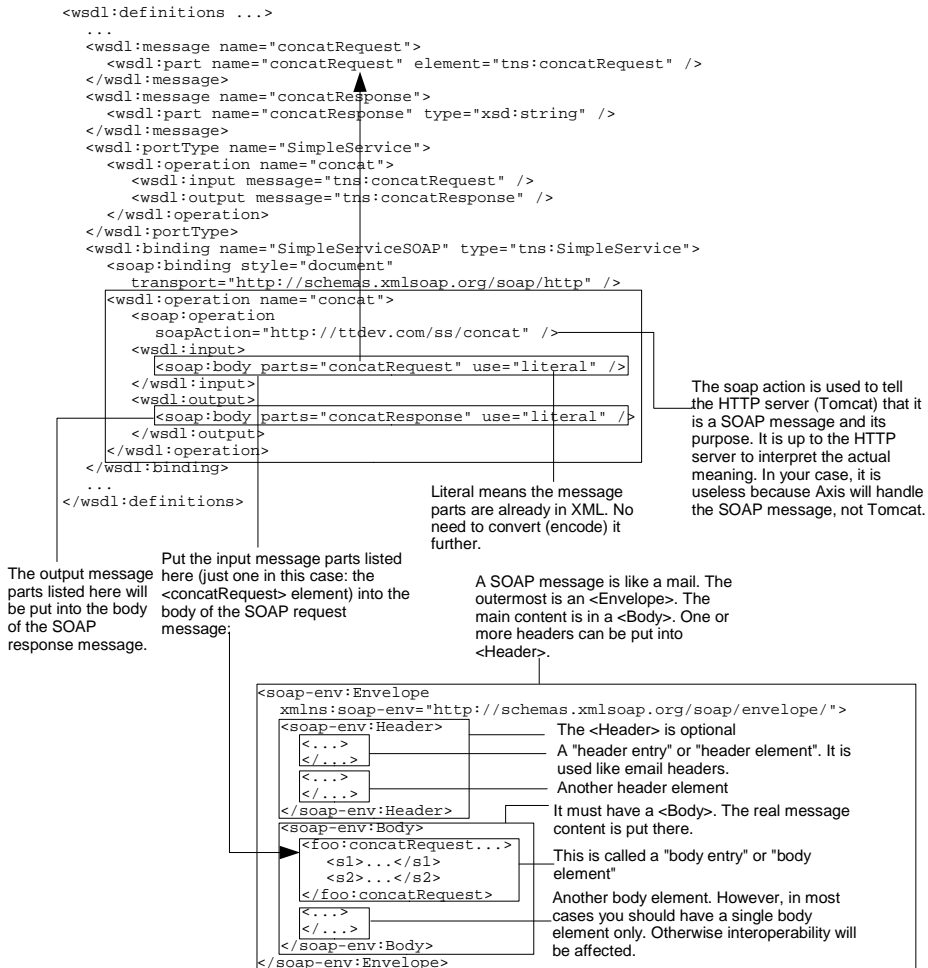 <wsdl:definitions ...>
...
<wsdl:message name="concatRequest">
<wsdl:part name="concatRequest" element="tns:concatRequest" />
</wsdl:message>
<wsdl:message name="concatResponse">
<wsdl:part name="concatResponse" type="xsd:string" />
</wsdl:message>
<wsdl:portType name="SimpleService">
<wsdl:operation name="concat">
<wsdl:input message="tns:concatRequest" />
<wsdl:output message="tns:concatResponse" />
</wsdl:operation>
</wsdl:portType>
<wsdl:binding name="SimpleServiceSOAP" type="tns:SimpleService">
<soap:binding style="document"
transport="http://schemas.xmlsoap.org/soap/http" />
<wsdl:operation name="concat">
<soap:operation
soapAction="http://ttdev.com/ss/concat" />
<wsdl:input>
<soap:body parts="concatRequest" use="literal" />
</wsdl:input>
<wsdl:output>
<soap:body parts="concatResponse" use="literal" />
</wsdl:output>
</wsdl:operation>
</wsdl:binding>
...
</wsdl:definitions>
The soap action is used to tell
the HTTP server (Tomcat) that it
is a SOAP message and its
purpose. It is up to the HTTP
server to interpret the actual
meaning. In your case, it is
useless because Axis will handle
the SOAP message, not Tomcat.
Literal means the message
parts are already in XML. No
need to convert (encode) it
further.
The output message
parts listed here will
be put into the body
of the SOAP
response message.
Put the input message parts listed
here (just one in this case: the
<concatRequest> element) into the
body of the SOAP request
message:
A SOAP message is like a mail. The
outermost is an <Envelope>. The
main content is in a <Body>. One or
more headers can be put into
<Header>.
<soap-env:Envelope
xmlns:soap-env="http://schemas.xmlsoap.org/soap/envelope/">
<soap-env:Header>
The <Header> is optional
<...>
</...>
A "header entry" or "header element". It is
used like email headers.
<...>
</...>
Another header element
</soap-env:Header>
It must have a <Body>. The real message
content is put there.
<soap-env:Body>
<foo:concatRequest...>
<s1>...</s1>
<s2>...</s2>
</foo:concatRequest>
This is called a "body entry" or "body
element"
<...>
</...>
Another body element. However, in most
cases you should have a single body
element only. Otherwise interoperability will
be affected.
</soap-env:Body>
</soap-env:Envelope>